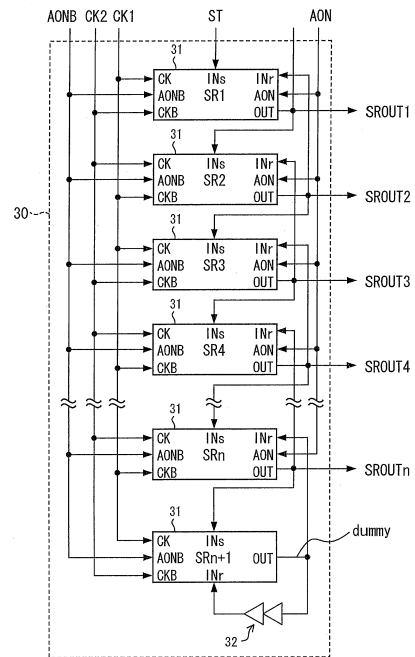 AONB CK2 CK1 ST AON
31
CK INs INr
AONB SR1 AON
CKB OUT SROUT1
31
CK INs INr
AONB SR2 AON
CKB OUT SROUT2
30
31
CK INs INr
AONB SR3 AON
CKB OUT SROUT3
31
CK INs INr
AONB SR4 AON
CKB OUT SROUT4
31
CK INs INr
AONB SRn AON
CKB OUT SROUTn
31
CK INs
AONB SRn+1 OUT dummy
CKB INr
32